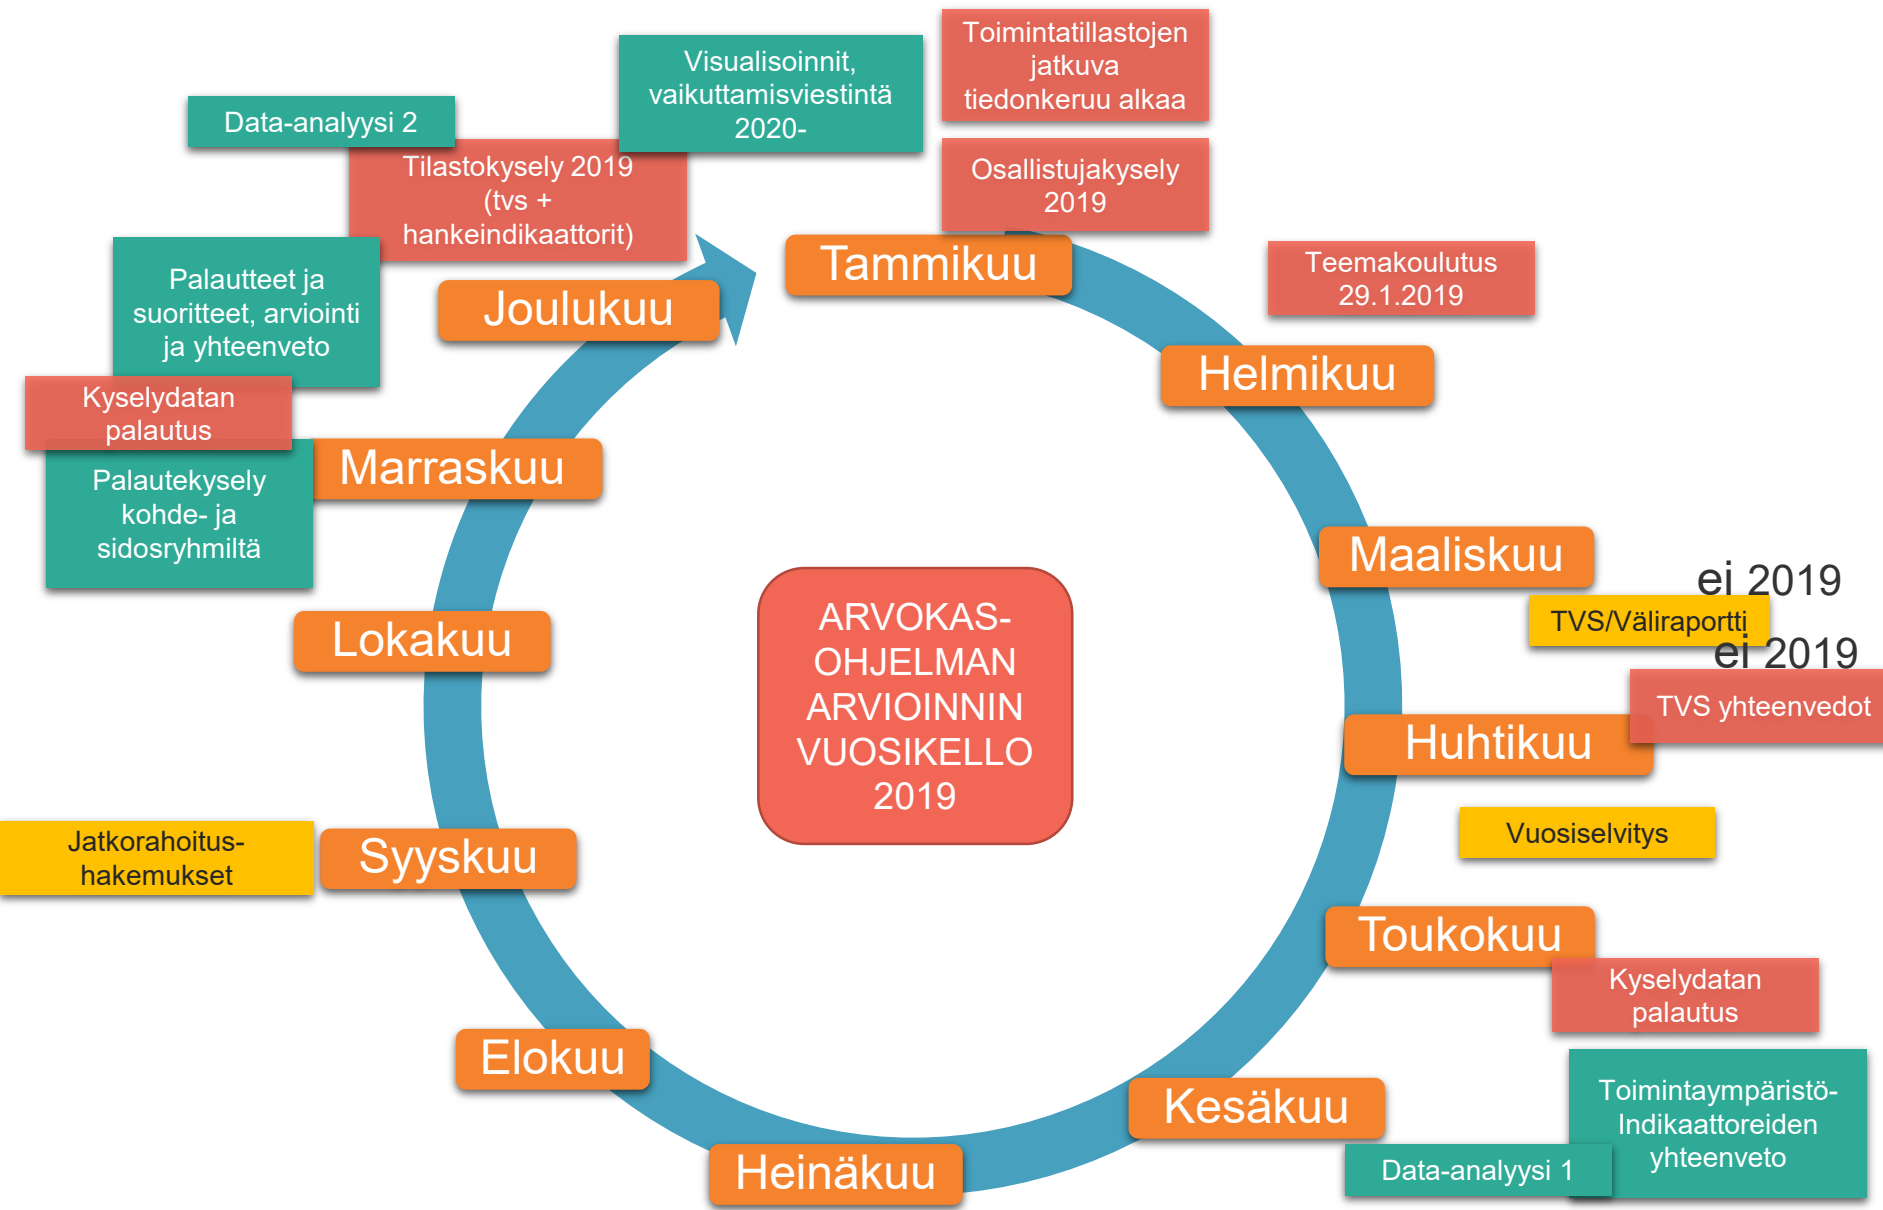 Toimintatillastojen
jatkuva
tiedonkeruu alkaa
Visualisoinnit,
vaikuttamisviestintä
2020-
Data-analyysi 2
Tilastokysely 2019
(tvs +
hankeindikaattorit)
Osallistujakysely
2019
Tammikuu
Teemakoulutus
29.1.2019
Palautteet ja
suoritteet, arviointi
ja yhteenveto
Joulukuu
Helmikuu
Kyselydatan
palautus
Marraskuu
Palautekysely
kohde- ja
sidosryhmiltä
Maaliskuu
ei 2019
TVS/Väliraportti
ei 2019
TVS yhteenvedot
Lokakuu
ARVOKAS-
OHJELMAN
ARVIOINNIN
VUOSIKELLO
2019
Huhtikuu
Vuosiselvitys
Jatkorahoitus-
hakemukset
Syyskuu
Toukokuu
Kyselydatan
palautus
Elokuu
Kesäkuu
Toimintaympäristö-
Indikaattoreiden
yhteenveto
Data-analyysi 1
Heinäkuu